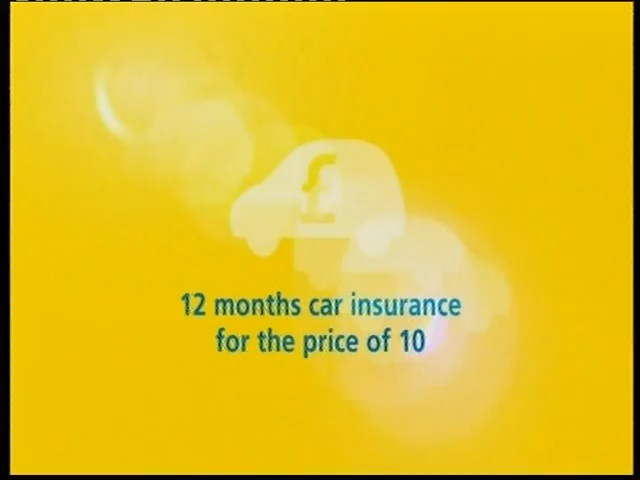 £
12 months car insurance
for the price of 10